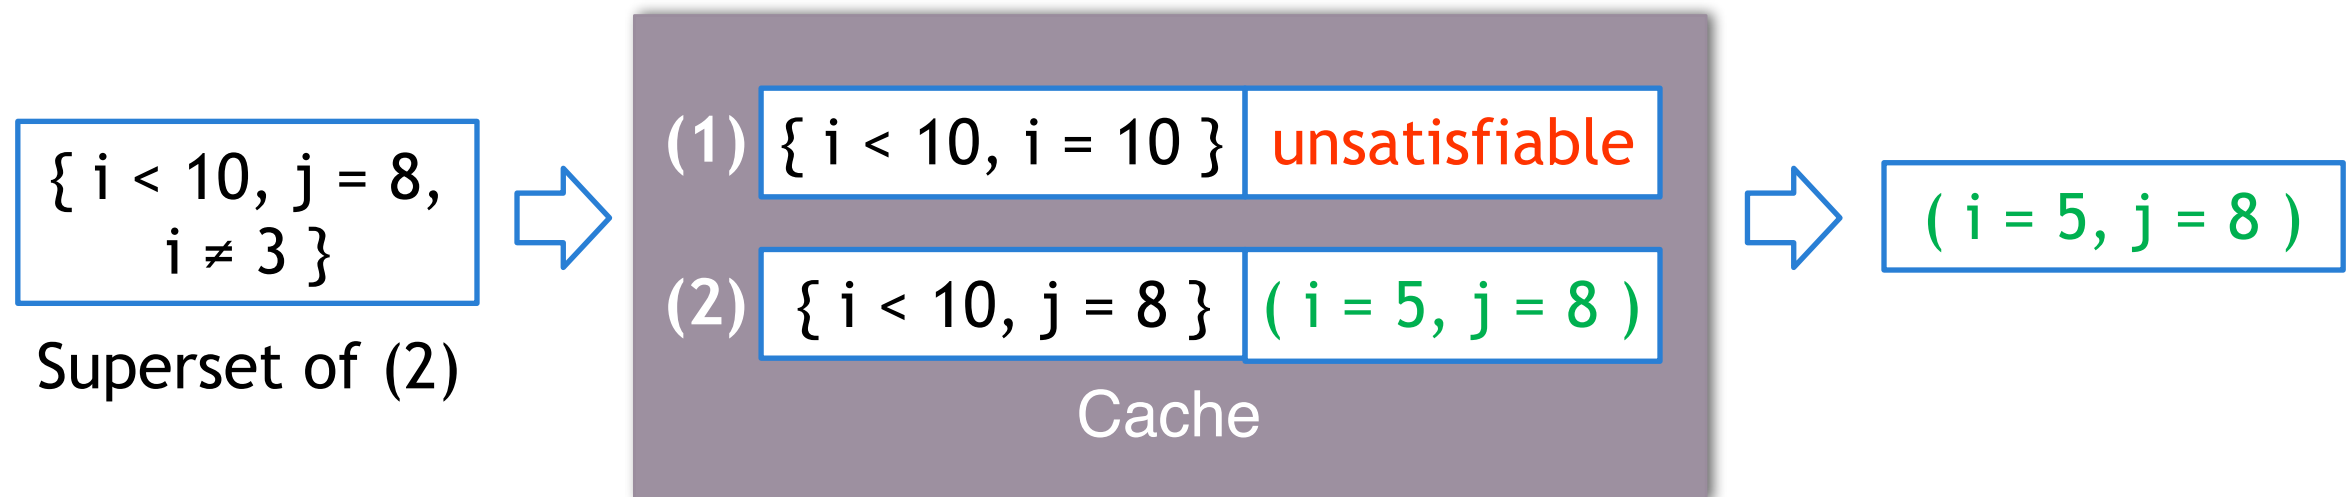 { i < 10, j = 8,
i ≠ 3 }
Superset of (2)
(1) { i < 10, i = 10 } unsatisfiable
(2) { i < 10, j = 8 } ( i = 5, j = 8 )
Cache
( i = 5, j = 8 )